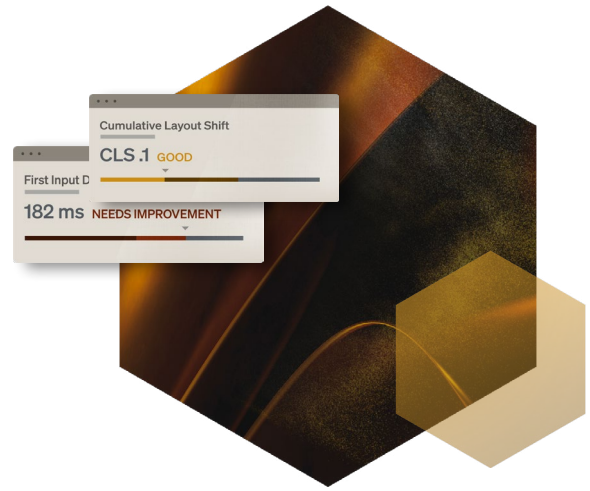 Cumulative Layout Shift
CLS .1 GOOD
First Input
182 ms NEEDS IMPROVEMENT